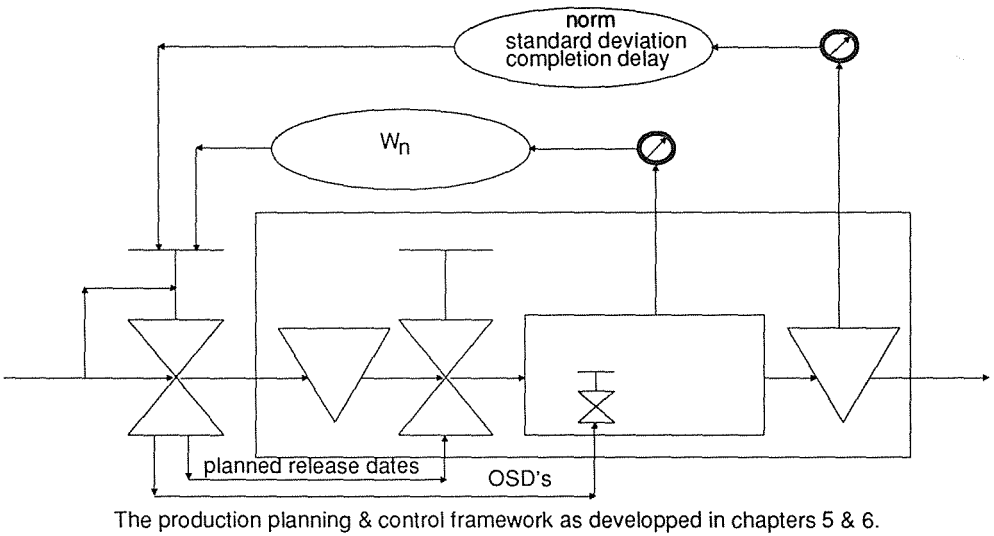 norm
standard deviation
completion delay
Wn
planned release dates
OSD's
The production planning & control framework as developped in chapters 5 & 6.